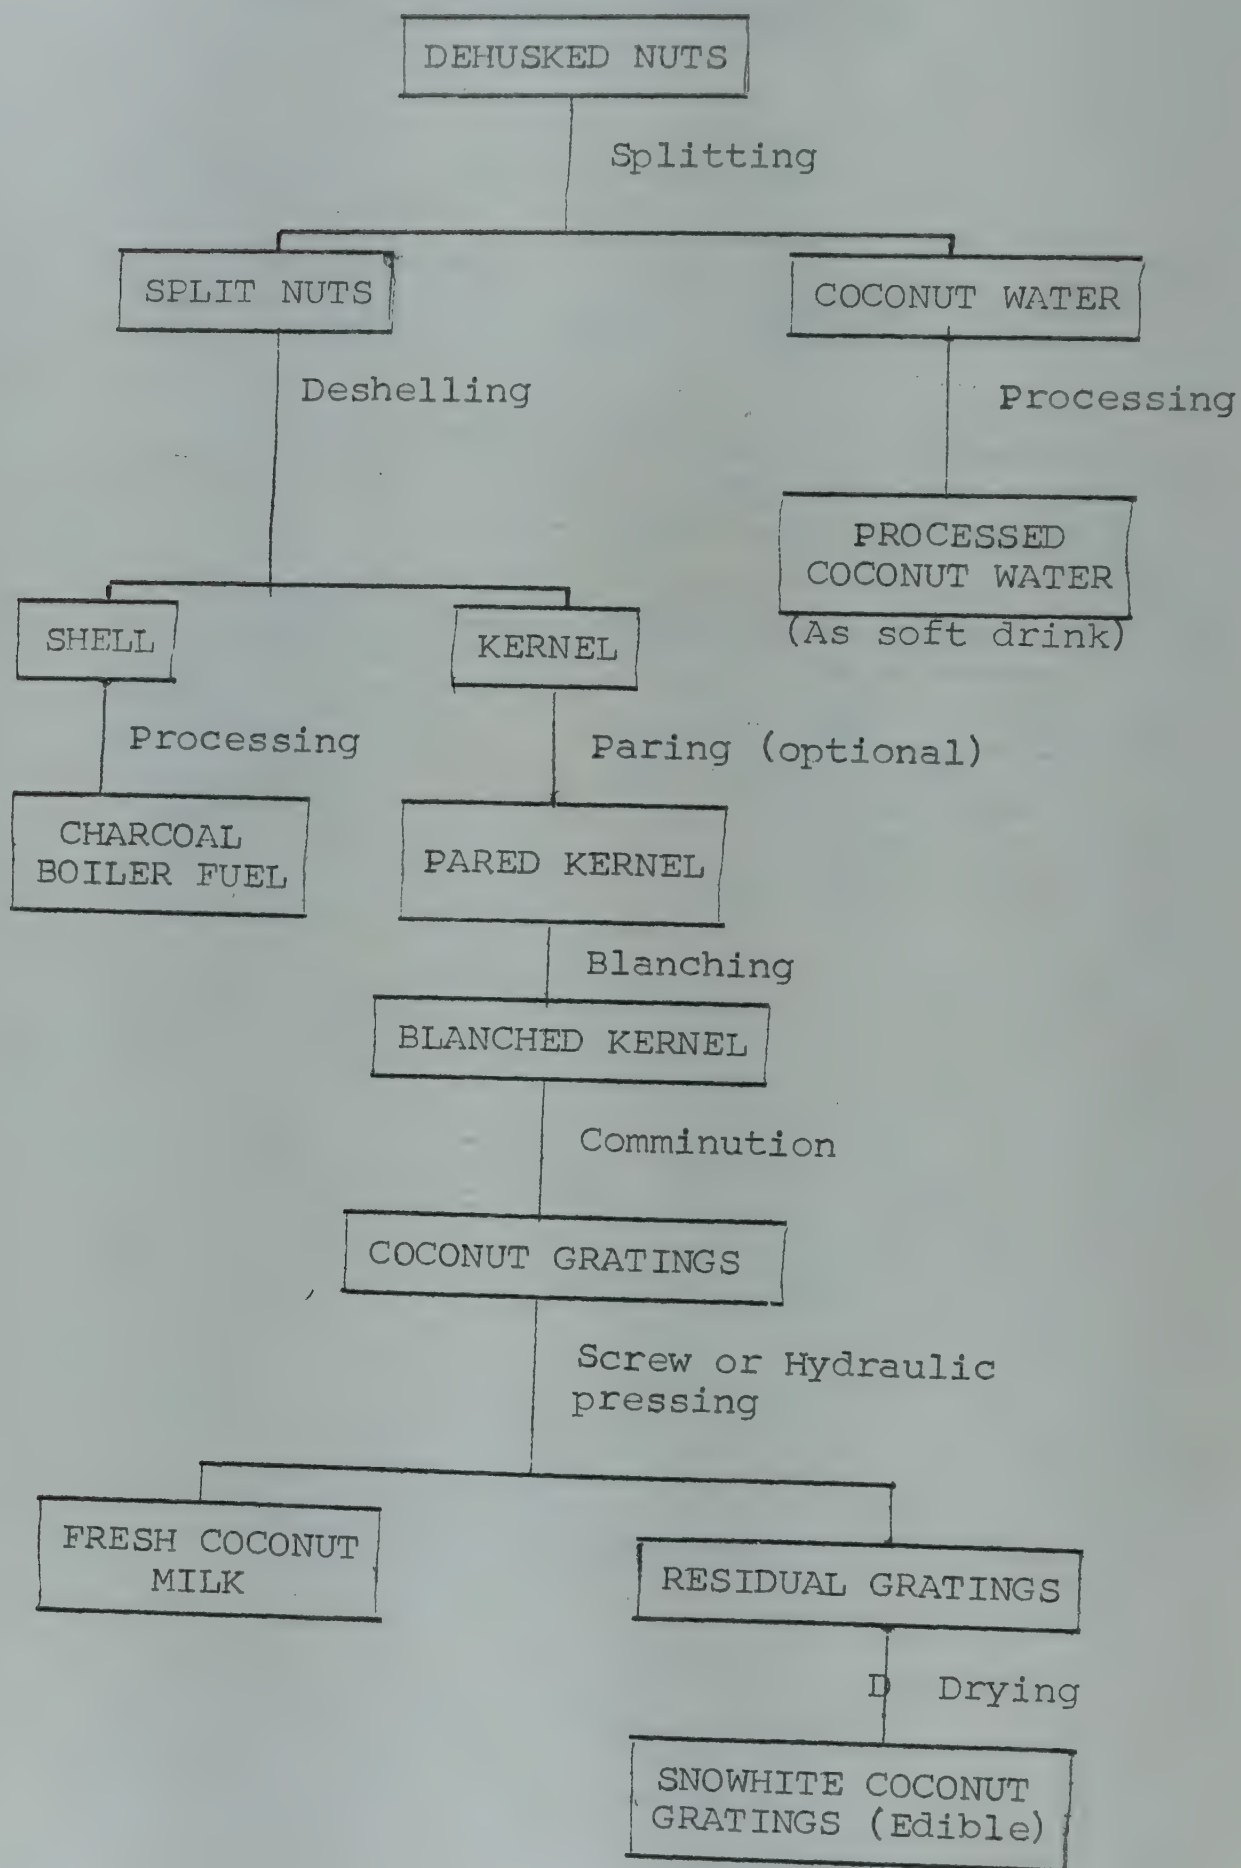 DEHUSKED NUTS
Splitting
SPLIT NUTS
COCONUT WATER
Deshelling
Processing
PROCESSED
COCONUT WATER
(As soft drink)
SHELL
KERNEL
Processing
Paring (optional)
CHARCOAL
BOILER FUEL
PARED KERNEL
Blanching
BLANCHED KERNEL
Comminution
COCONUT GRATINGS
Screw or Hydraulic
pressing
FRESH COCONUT
MILK
RESIDUAL GRATINGS
D Drying
SNOWHITE COCONUT
GRATINGS (Edible)